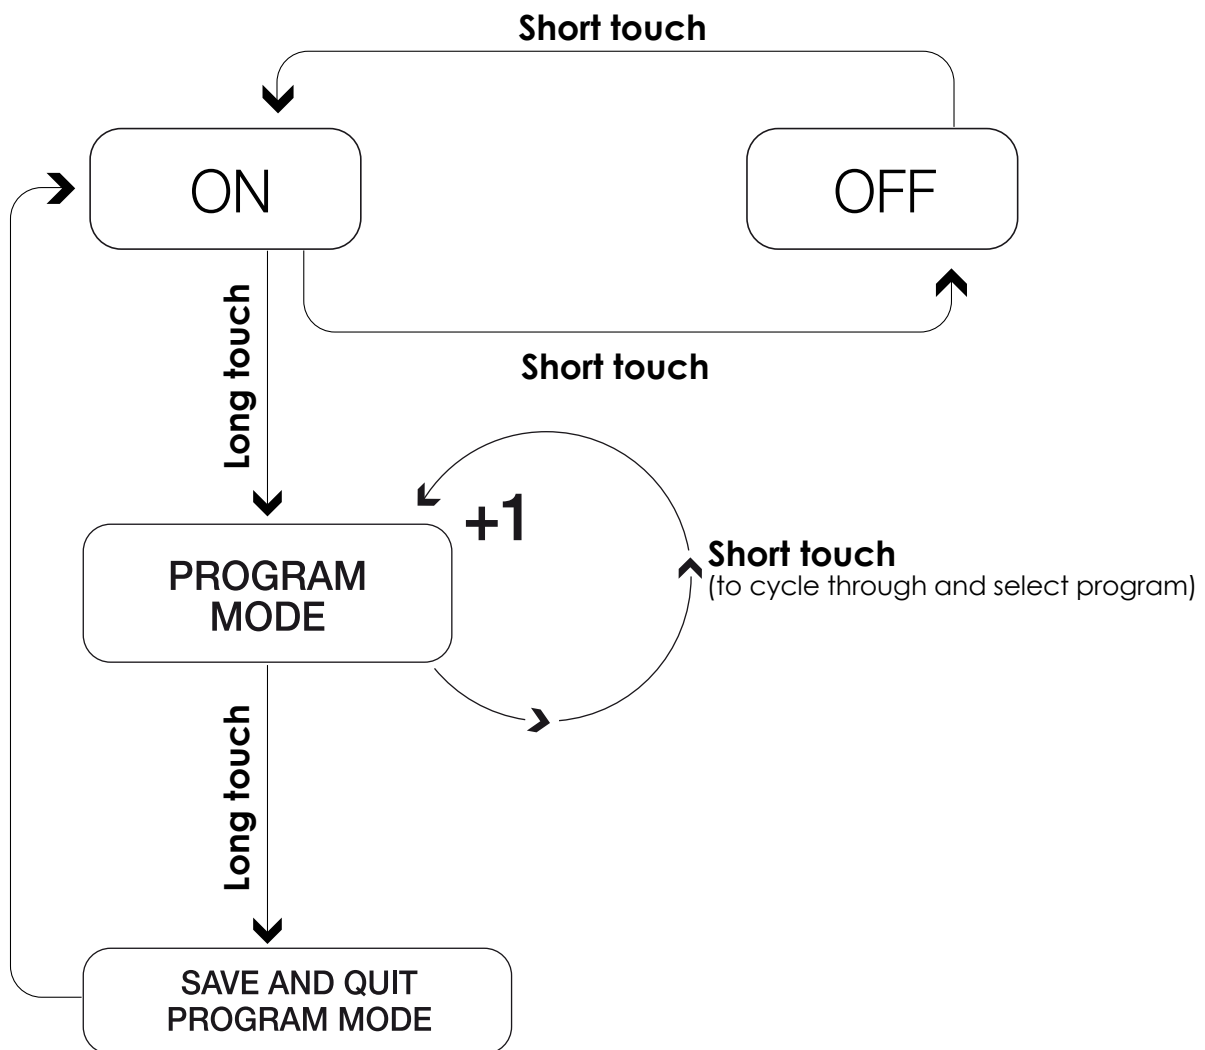 Short touch
ON
OFF
Long touch
Short touch
+1
PROGRAM
MODE
Short touch
(to cycle through and select program)
Long touch
SAVE AND QUIT
PROGRAM MODE